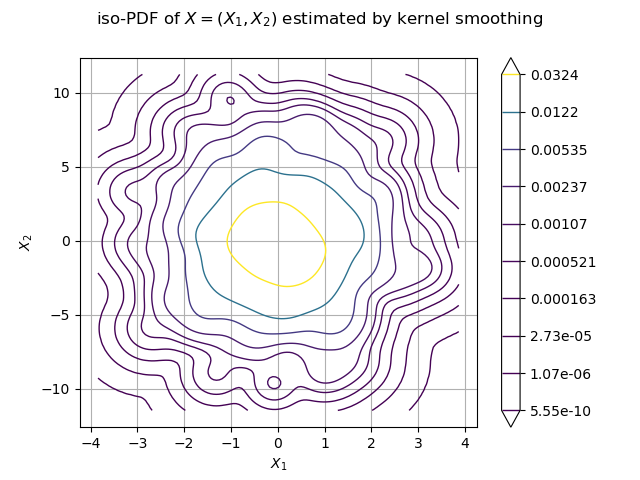 iso-PDF of X = (X₁, X₂) estimated by kernel smoothing
10
5
0
−5
−10
X₂
−4 −3 −2 −1 0 1 2 3 4
X₁
0.0324
0.0122
0.00535
0.00237
0.00107
0.000521
0.000163
2.73e-05
1.07e-06
5.55e-10